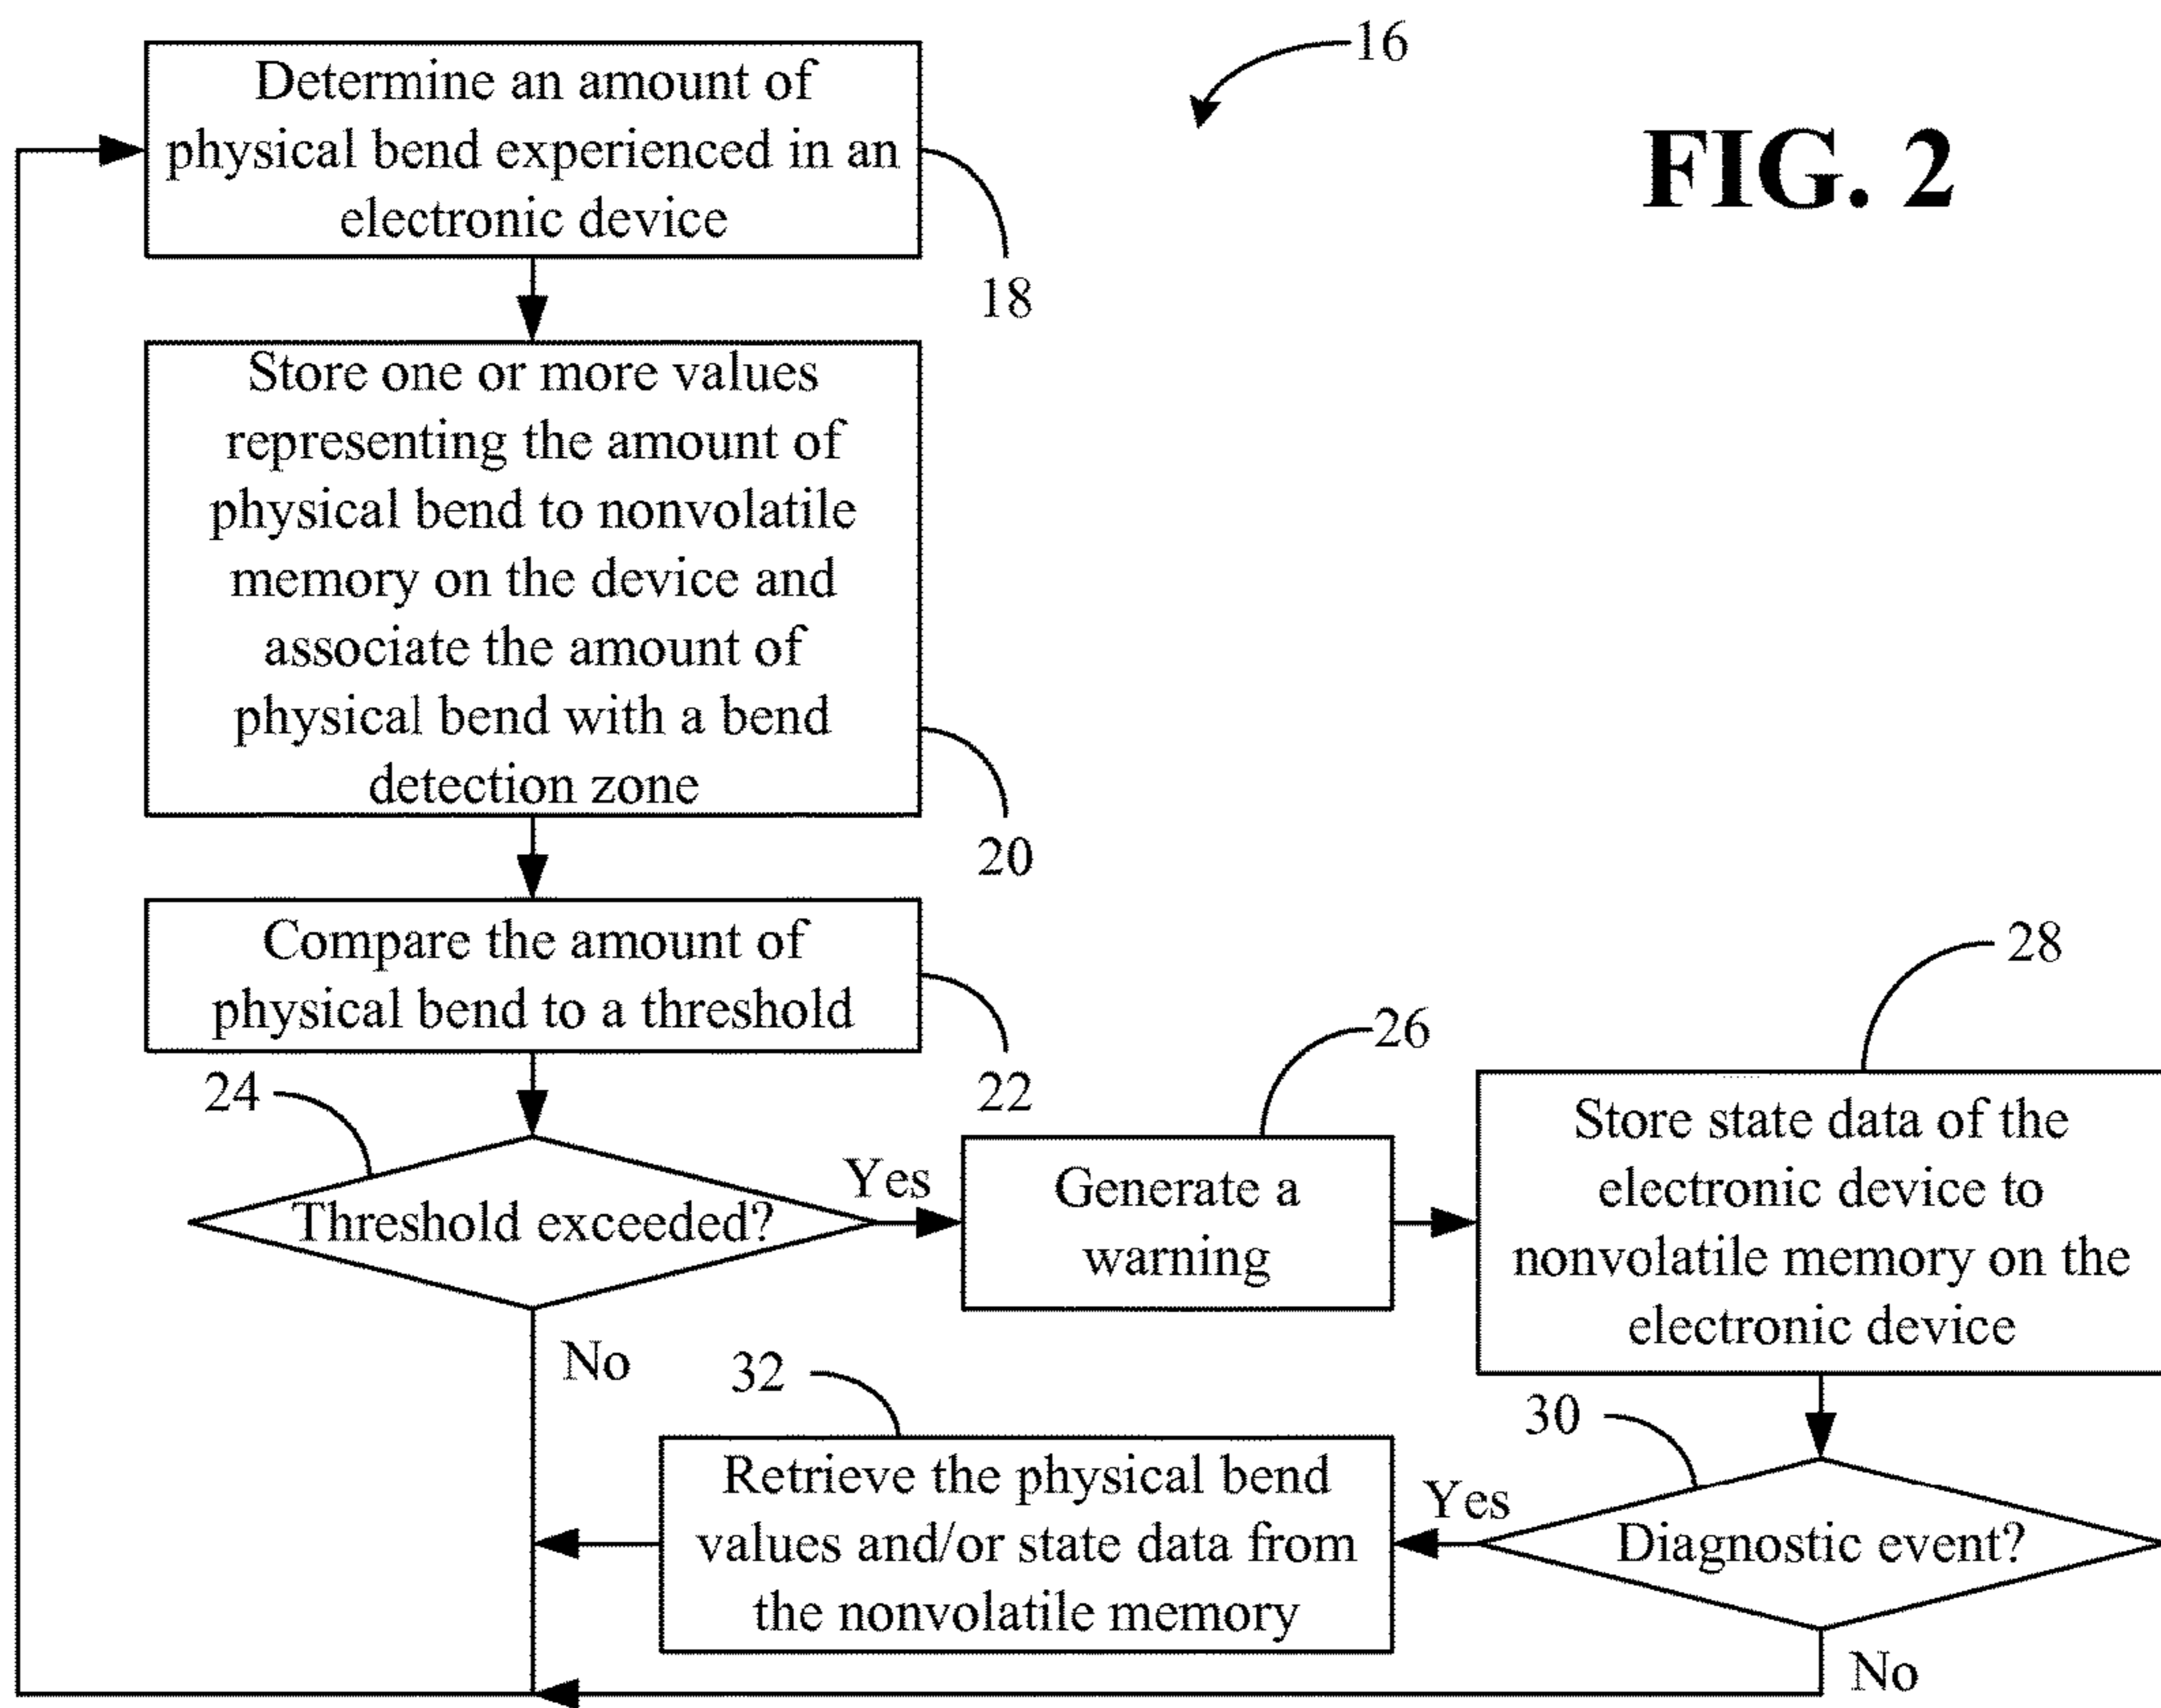 16
FIG. 2
Determine an amount of
physical bend experienced in an
electronic device
18
Store one or more values
representing the amount of
physical bend to nonvolatile
memory on the device and
associate the amount of
physical bend with a bend
detection zone
20
Compare the amount of
physical bend to a threshold
22
24
Threshold exceeded?
Yes
No
26
Generate a
warning
28
Store state data of the
electronic device to
nonvolatile memory on the
electronic device
30
Diagnostic event?
Yes
No
32
Retrieve the physical bend
values and/or state data from
the nonvolatile memory